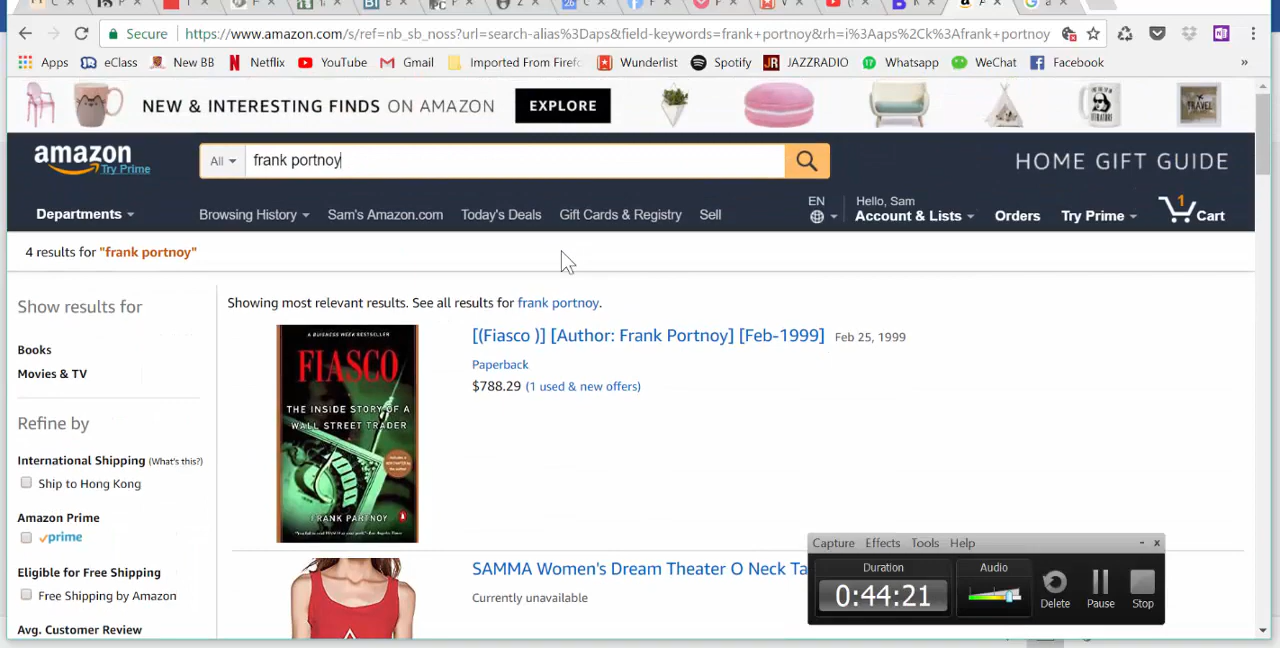 Secure https://www.amazon.com/s/ref=nb_sb_noss?url=search-alias%3Daps&field-keywords=frank+portnoy&rh=i%3Aaps%2Ck%3Afrank+portnoy
Apps eClass New BB Netflix YouTube Gmail Imported From Firefo Wunderlist Spotify JR JAZZRADIO Whatsapp WeChat Facebook »
NEW & INTERESTING FINDS ON AMAZON EXPLORE
amazon
Try Prime
All
frank portnoy
HOME GIFT GUIDE
Departments
Browsing History Sam's Amazon.com Today's Deals Gift Cards & Registry Sell
EN
Hello, Sam
Account & Lists
Orders
Try Prime
1
Cart
4 results for "frank portnoy"
Show results for
Books
Movies & TV
Refine by
International Shipping (What's this?)
Ship to Hong Kong
Amazon Prime
prime
Eligible for Free Shipping
Free Shipping by Amazon
Avg. Customer Review
Showing most relevant results. See all results for frank portnoy.
A BUSINESS WEEK BESTSELLER
FIASCO
THE INSIDE STORY OF A
WALL STREET TRADER
FRANK PARTNOY
[(Fiasco )] [Author: Frank Portnoy] [Feb-1999] Feb 25, 1999
Paperback
$788.29 (1 used & new offers)
SAMMA Women's Dream Theater O Neck Ta
Currently unavailable
Capture Effects Tools Help
Duration
0:44:21
Audio
Delete
Pause
Stop